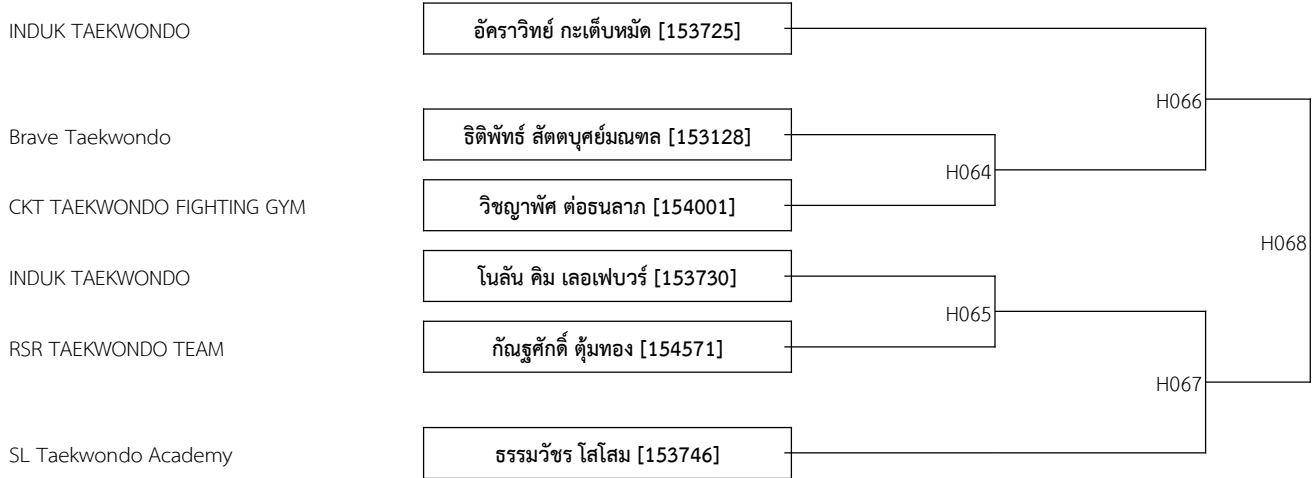 INDUK TAEKWONDO อัคราวิทย์ กะเต็บหมัด [153725]
H066
Brave Taekwondo ธิติพัทธ์ สัตตบุศย์มณฑล [153128]
H064
CKT TAEKWONDO FIGHTING GYM วิชญาพัศ ต่อธนลาภ [154001]
H068
INDUK TAEKWONDO โนลัน คิม เลอเฟบวร์ [153730]
H065
RSR TAEKWONDO TEAM กัณฐศักดิ์ ตุ้มทอง [154571]
H067
SL Taekwondo Academy ธรรมวัชร โสโสม [153746]